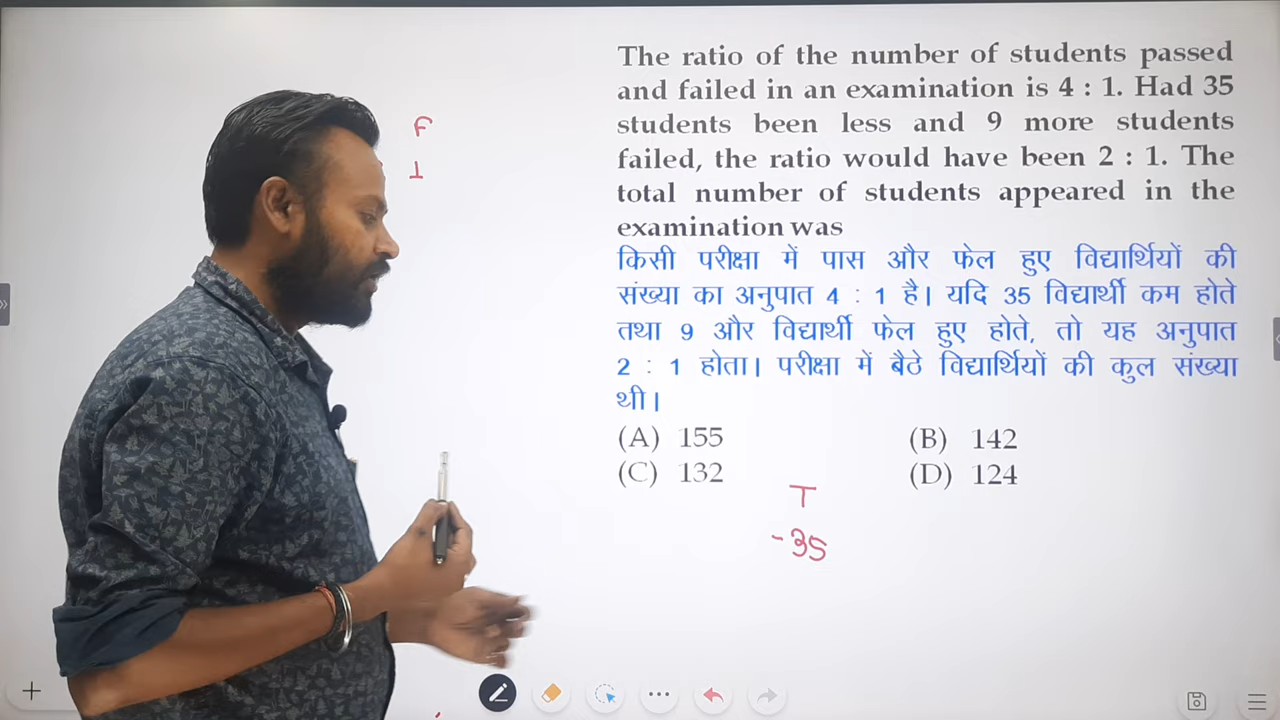 The ratio of the number of students passed
and failed in an examination is 4 : 1. Had 35
students been less and 9 more students
failed, the ratio would have been 2 : 1. The
total number of students appeared in the
examination was
किसी परीक्षा में पास और फेल हुए विद्यार्थियों की
संख्या का अनुपात 4 : 1 है। यदि 35 विद्यार्थी कम होते
तथा 9 और विद्यार्थी फेल हुए होते, तो यह अनुपात
2 : 1 होता। परीक्षा में बैठे विद्यार्थियों की कुल संख्या
थी।
(A) 155 (B) 142
(C) 132 (D) 124
F
1
T
-35